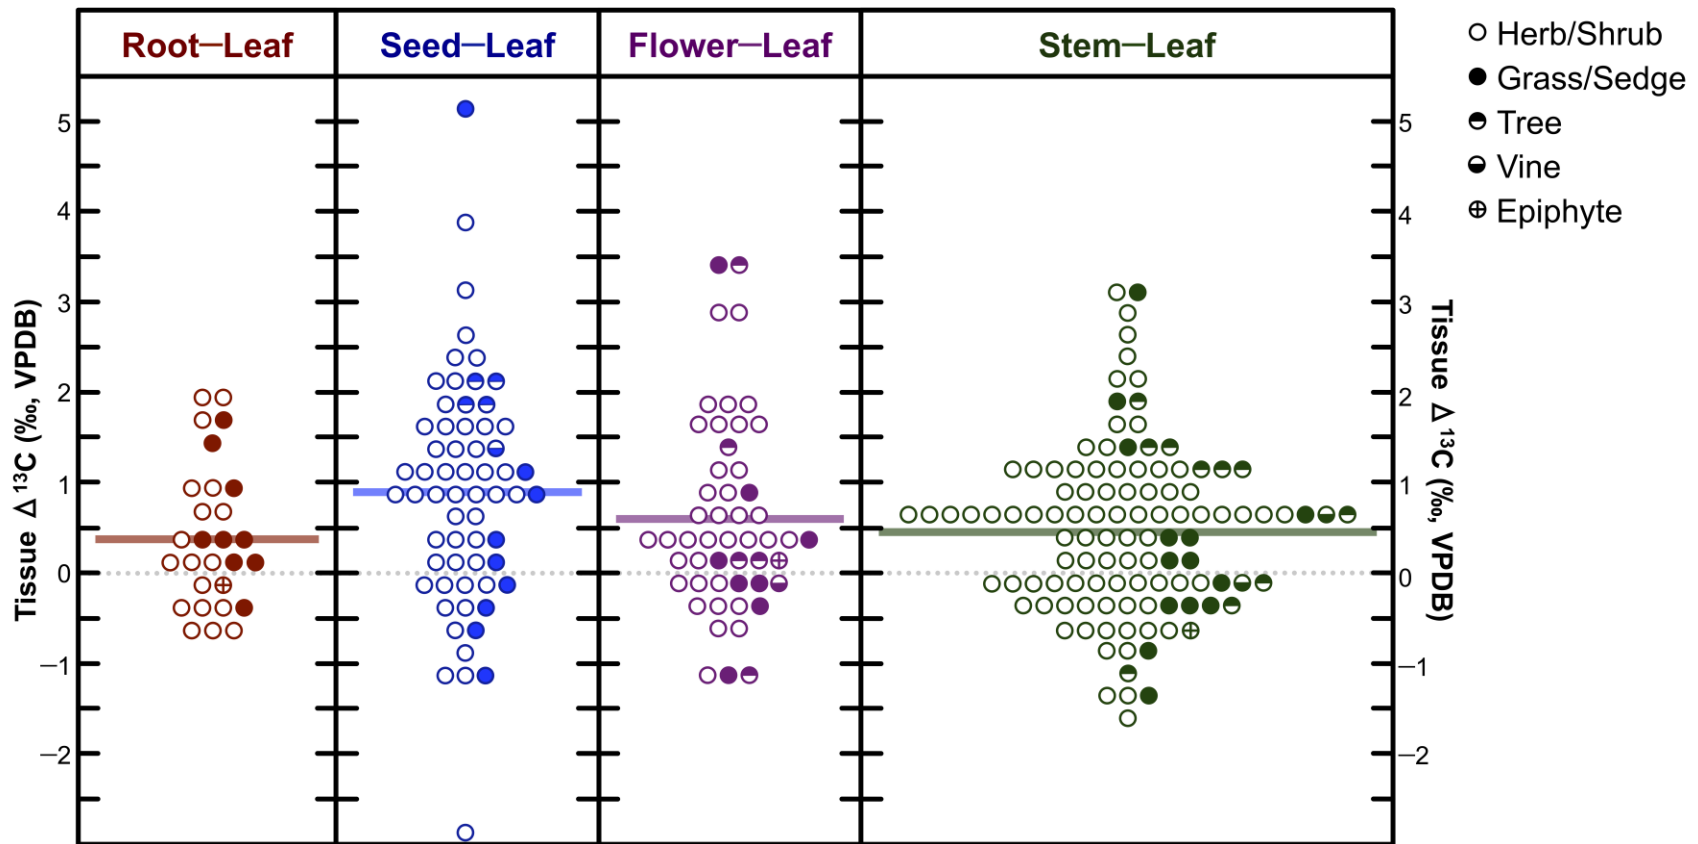 Root–Leaf
Seed–Leaf
Flower–Leaf
Stem–Leaf
Herb/Shrub
Grass/Sedge
Tree
Vine
Epiphyte
Tissue Δ ¹³C (‰, VPDB)
5
4
3
2
1
0
–1
–2
5
4
3
2
1
0
–1
–2
Tissue Δ ¹³C (‰, VPDB)